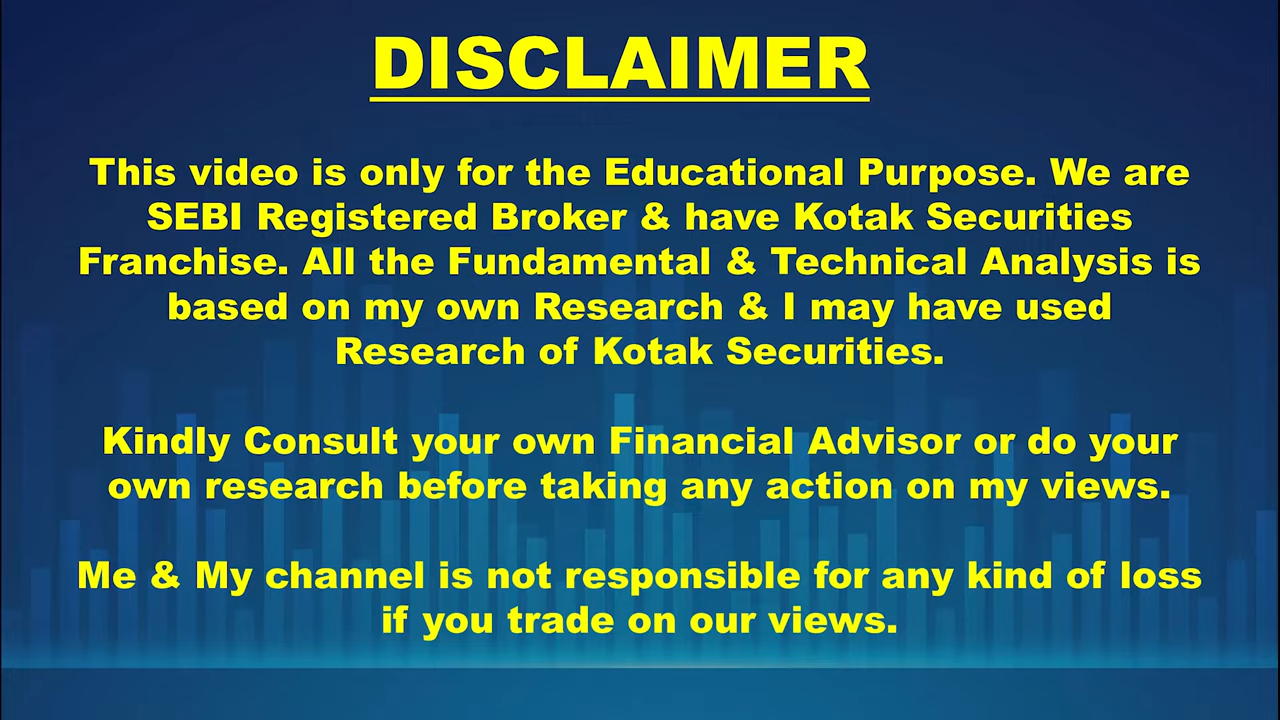 DISCLAIMER
This video is only for the Educational Purpose. We are
SEBI Registered Broker & have Kotak Securities
Franchise. All the Fundamental & Technical Analysis is
based on my own Research & I may have used
Research of Kotak Securities.
Kindly Consult your own Financial Advisor or do your
own research before taking any action on my views.
Me & My channel is not responsible for any kind of loss
if you trade on our views.